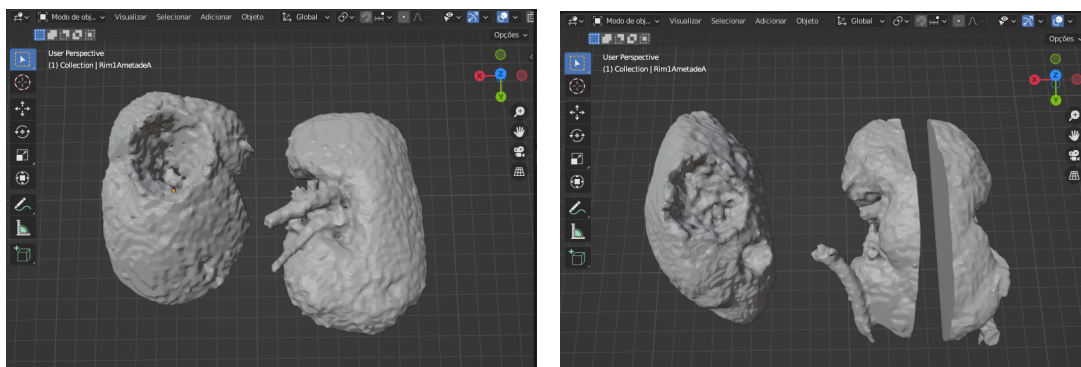 Modo de obj... Visualizar Selecionar Adicionar Objeto Global
Opções
User Perspective
(1) Collection | Rim1AmetadeA
X Z
Y
Modo de objeto Visualizar Selecionar Adicionar Objeto Global
Opções
User Perspective
(1) Collection | Rim1AmetadeA
X Z
Y